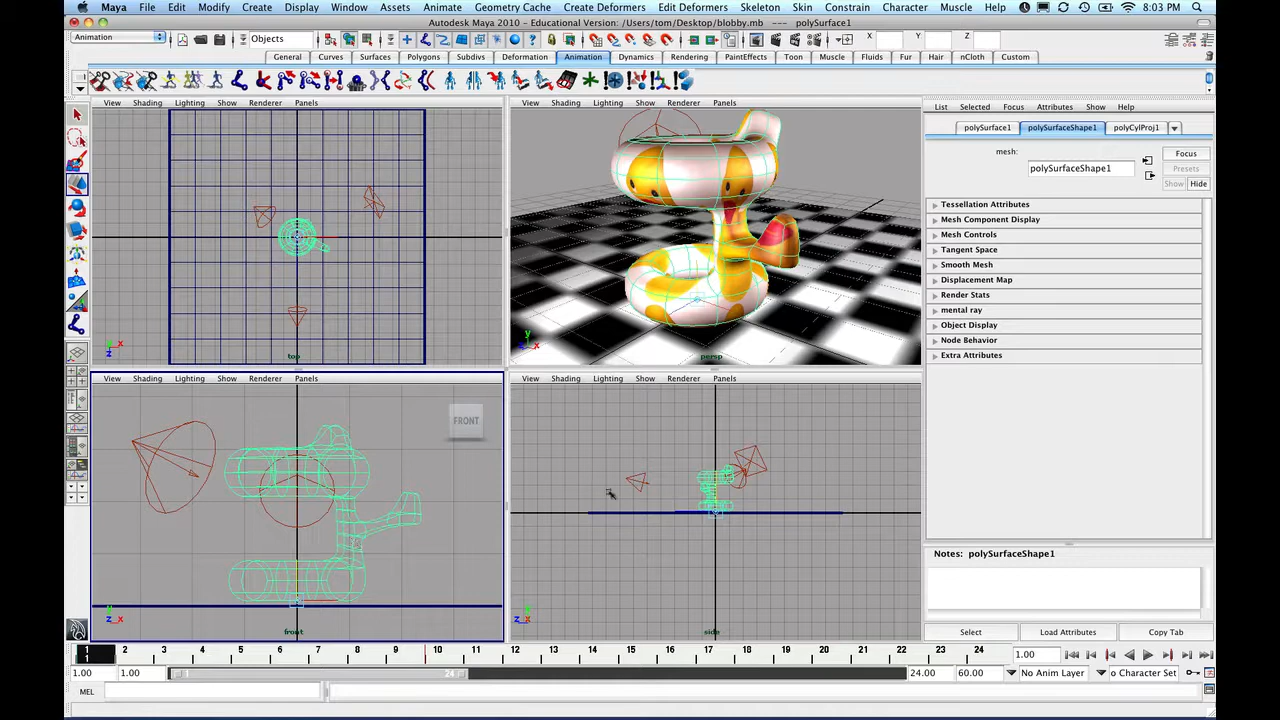 Maya File Edit Modify Create Display Window Assets Animate Geometry Cache Create Deformers Edit Deformers Skeleton Skin Constrain Character Muscle Help 8:03 PM
Autodesk Maya 2010 - Educational Version: /Users/tom/Desktop/blobby.mb --- polySurface1
Animation Objects X: Y: Z:
General Curves Surfaces Polygons Subdivs Deformation Animation Dynamics Rendering PaintEffects Toon Muscle Fluids Fur Hair nCloth Custom
View Shading Lighting Show Renderer Panels
View Shading Lighting Show Renderer Panels
List Selected Focus Attributes Show Help
polySurface1 polySurfaceShape1 polyCylProj1
mesh: polySurfaceShape1
Focus
Presets
Show Hide
Tessellation Attributes
Mesh Component Display
Mesh Controls
Tangent Space
Smooth Mesh
Displacement Map
Render Stats
mental ray
Object Display
Node Behavior
Extra Attributes
top
persp
View Shading Lighting Show Renderer Panels
View Shading Lighting Show Renderer Panels
FRONT
front
side
Notes: polySurfaceShape1
Select Load Attributes Copy Tab
1 2 3 4 5 6 7 8 9 10 11 12 13 14 15 16 17 18 19 20 21 22 23 24
1
1.00
1.00 1.00 1 24 24.00 60.00 No Anim Layer o Character Set
MEL